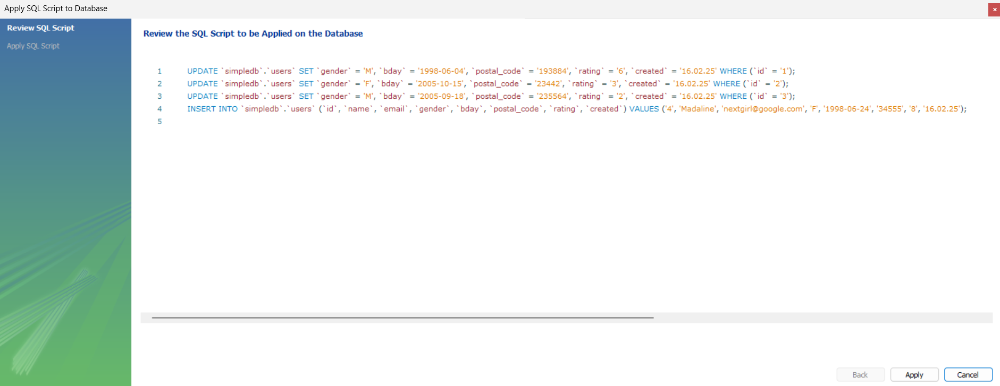 Apply SQL Script to Database
×
Review SQL Script
Apply SQL Script
Review the SQL Script to be Applied on the Database
1 UPDATE `simpledb`.`users` SET `gender` = 'M', `bday` = '1998-06-04', `postal_code` = '193884', `rating` = '6', `created` = '16.02.25' WHERE (`id` = '1');
2 UPDATE `simpledb`.`users` SET `gender` = 'F', `bday` = '2005-10-15', `postal_code` = '23442', `rating` = '3', `created` = '16.02.25' WHERE (`id` = '2');
3 UPDATE `simpledb`.`users` SET `gender` = 'M', `bday` = '2005-09-18', `postal_code` = '235564', `rating` = '2', `created` = '16.02.25' WHERE (`id` = '3');
4 INSERT INTO `simpledb`.`users` (`id`, `name`, `email`, `gender`, `bday`, `postal_code`, `rating`, `created`) VALUES ('4', 'Madaline', 'nextgirl@google.com', 'F', '1998-06-24', '34555', '8', '16.02.25');
5
Back Apply Cancel